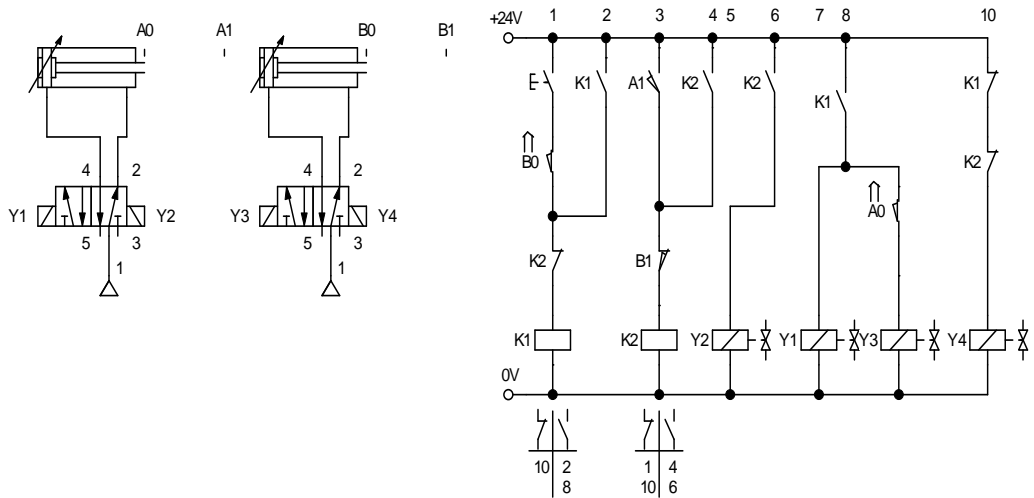 A0 A1 B0 B1
4 2 4 2
Y1 Y2 Y3 Y4
5 3 5 3
1 1
1 2 3 4 5 6 7 8 10
+24V
K1 A1 K2 K2 K1 K1
B0 K2
A0
K2 B1
K1 K2 Y2 Y1 Y3 Y4
0V
10 2 1 4
8 10 6